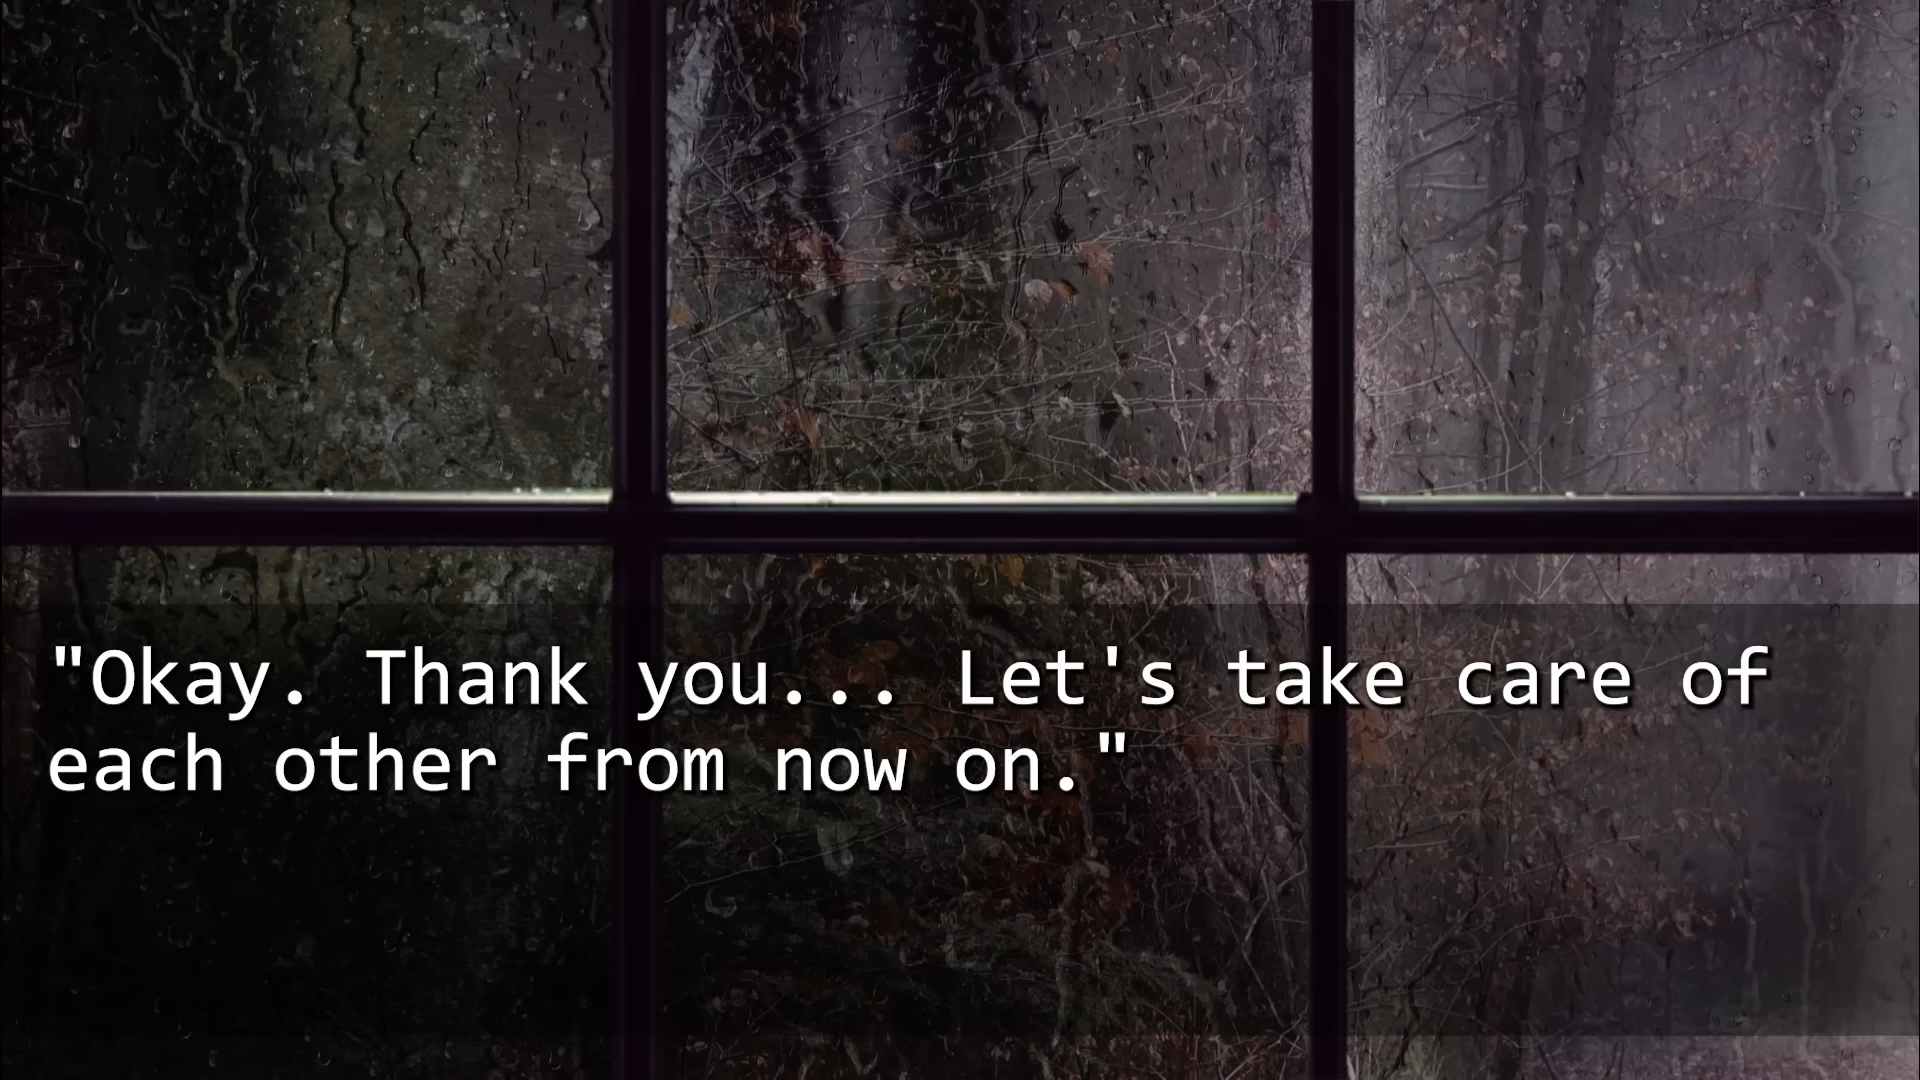 "Okay. Thank you... Let's take care of
each other from now on."